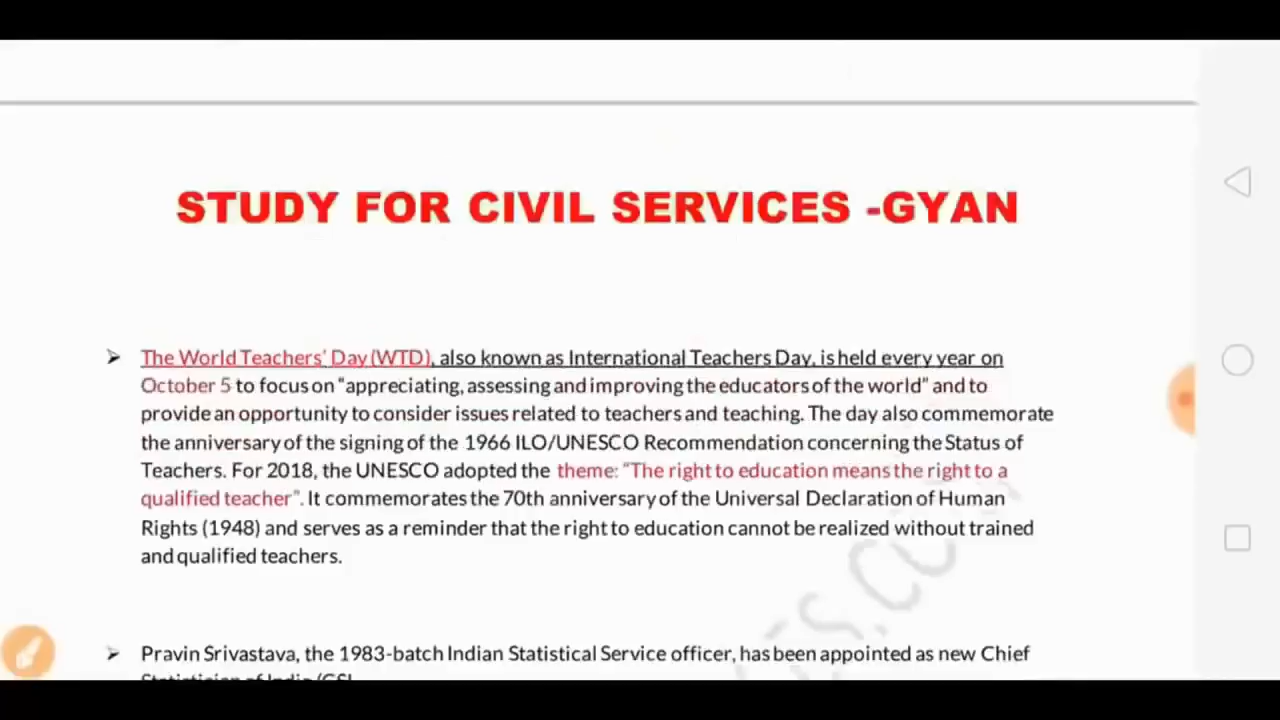 STUDY FOR CIVIL SERVICES -GYAN
➤ The World Teachers' Day (WTD), also known as International Teachers Day, is held every year on
October 5 to focus on “appreciating, assessing and improving the educators of the world” and to
provide an opportunity to consider issues related to teachers and teaching. The day also commemorate
the anniversary of the signing of the 1966 ILO/UNESCO Recommendation concerning the Status of
Teachers. For 2018, the UNESCO adopted the theme: “The right to education means the right to a
qualified teacher”. It commemorates the 70th anniversary of the Universal Declaration of Human
Rights (1948) and serves as a reminder that the right to education cannot be realized without trained
and qualified teachers.
➤ Pravin Srivastava, the 1983-batch Indian Statistical Service officer, has been appointed as new Chief
Statistician of India (CSI